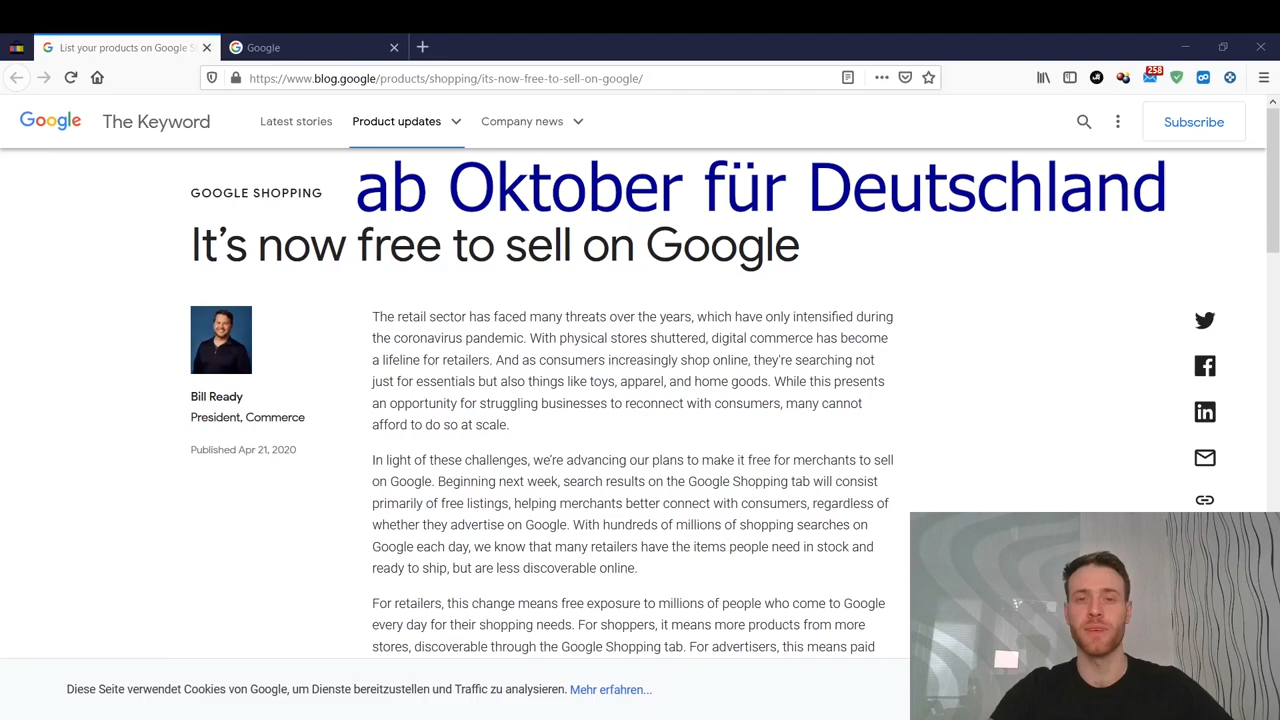 List your products on Google S
Google
https://www.blog.google/products/shopping/its-now-free-to-sell-on-google/
258
Google The Keyword Latest stories Product updates Company news Subscribe
ab Oktober für Deutschland
GOOGLE SHOPPING
It's now free to sell on Google
Bill Ready
President, Commerce
Published Apr 21, 2020
The retail sector has faced many threats over the years, which have only intensified during
the coronavirus pandemic. With physical stores shuttered, digital commerce has become
a lifeline for retailers. And as consumers increasingly shop online, they're searching not
just for essentials but also things like toys, apparel, and home goods. While this presents
an opportunity for struggling businesses to reconnect with consumers, many cannot
afford to do so at scale.
In light of these challenges, we're advancing our plans to make it free for merchants to sell
on Google. Beginning next week, search results on the Google Shopping tab will consist
primarily of free listings, helping merchants better connect with consumers, regardless of
whether they advertise on Google. With hundreds of millions of shopping searches on
Google each day, we know that many retailers have the items people need in stock and
ready to ship, but are less discoverable online.
For retailers, this change means free exposure to millions of people who come to Google
every day for their shopping needs. For shoppers, it means more products from more
stores, discoverable through the Google Shopping tab. For advertisers, this means paid
Diese Seite verwendet Cookies von Google, um Dienste bereitzustellen und Traffic zu analysieren. Mehr erfahren...